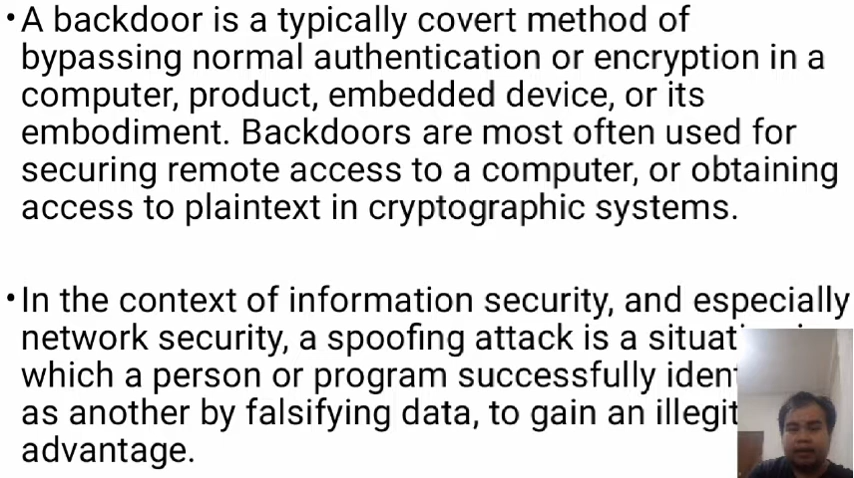 •A backdoor is a typically covert method of
bypassing normal authentication or encryption in a
computer, product, embedded device, or its
embodiment. Backdoors are most often used for
securing remote access to a computer, or obtaining
access to plaintext in cryptographic systems.
•In the context of information security, and especially
network security, a spoofing attack is a
which a person or program successfully
as another by falsifying data, to gain an
advantage.